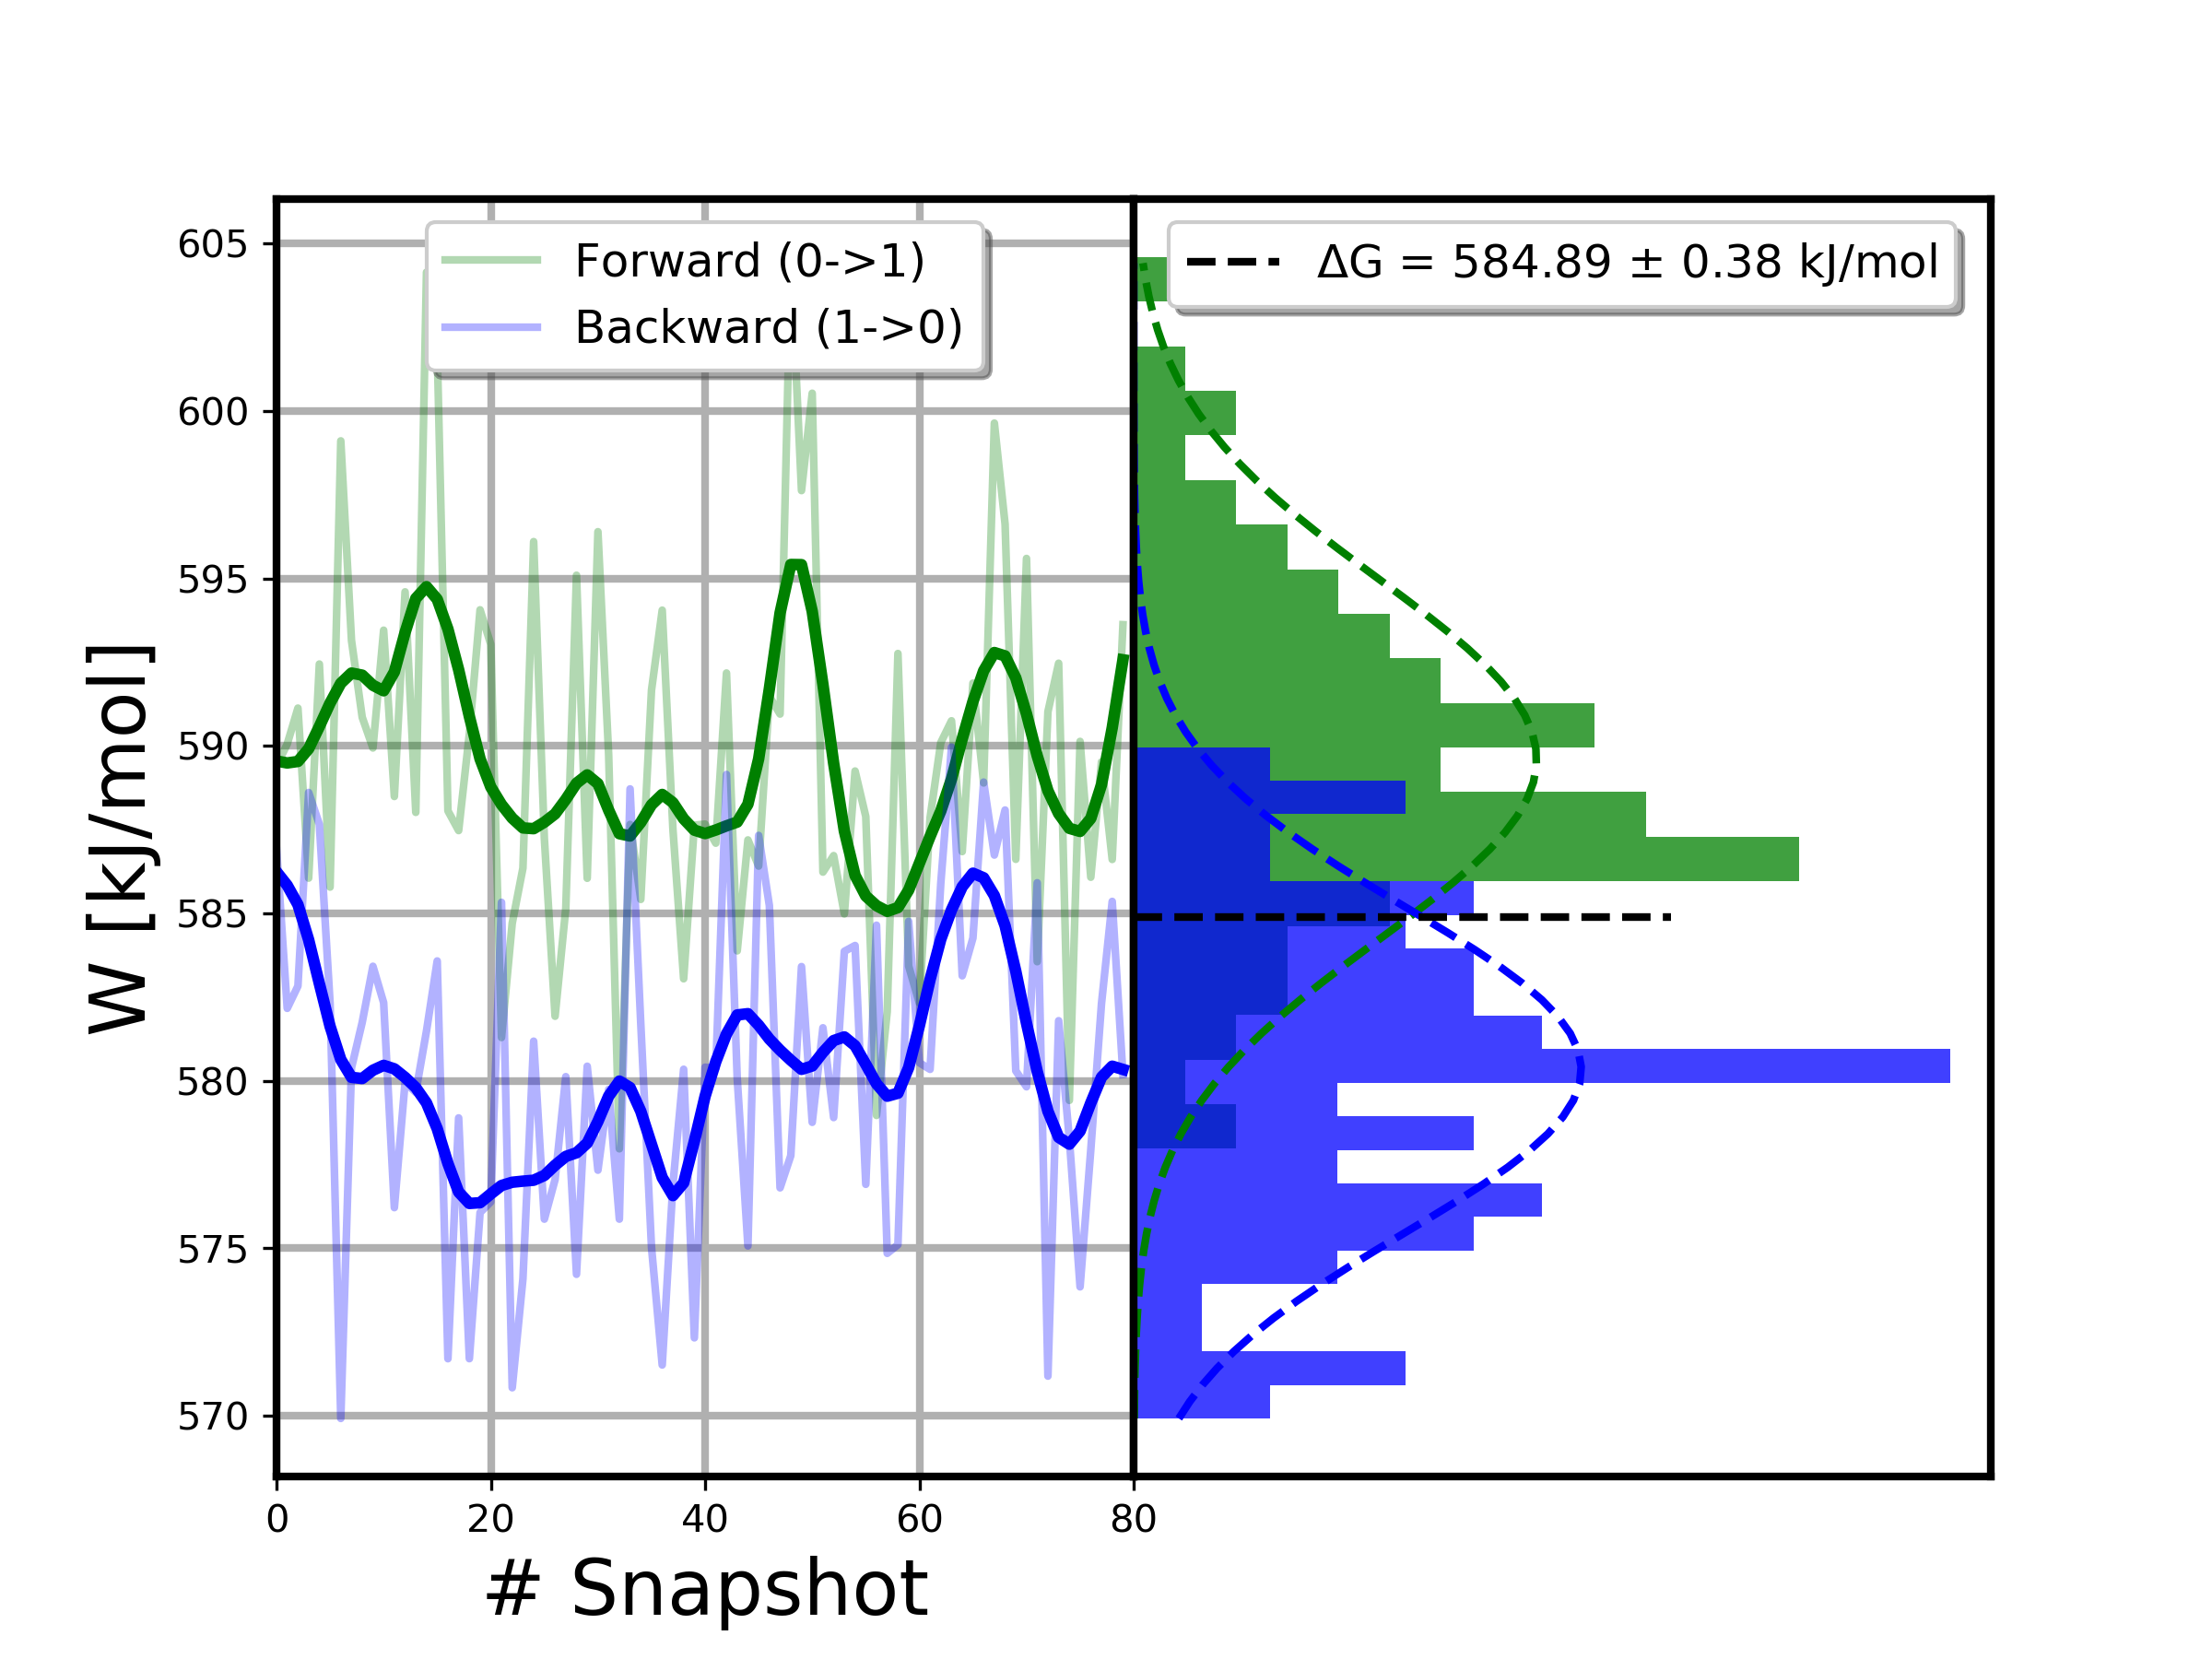 Forward (0->1)
Backward (1->0)
ΔG = 584.89 ± 0.38 kJ/mol
W [kJ/mol]
605
600
595
590
585
580
575
570
0 20 40 60 80
# Snapshot